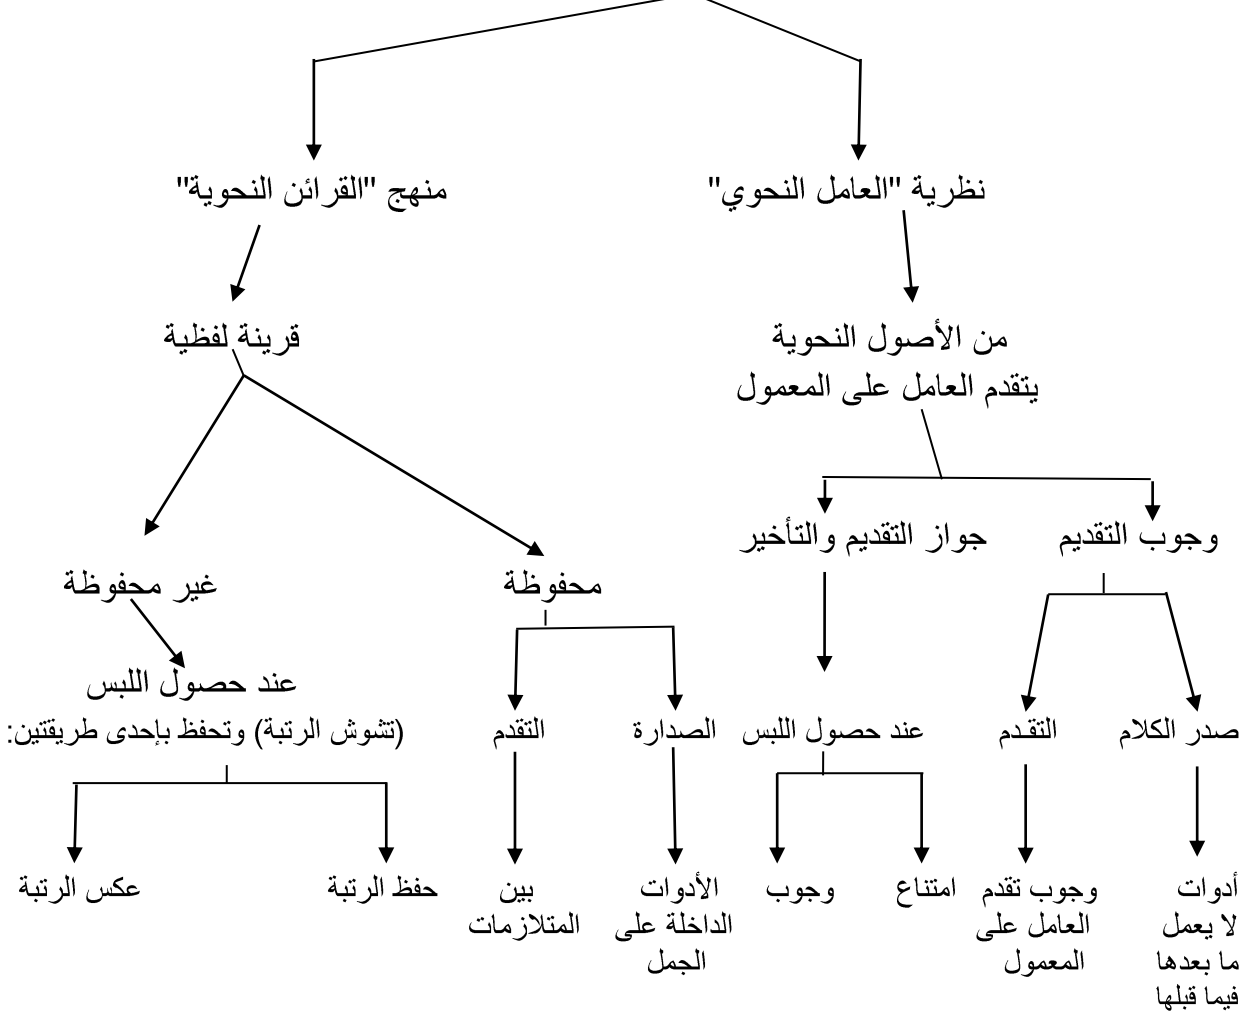 نظرية "العامل النحوي"
منهج "القرائن النحوية"
من الأصول النحوية
يتقدم العامل على المعمول
قرينة لفظية
وجوب التقديم
جواز التقديم والتأخير
محفوظة
غير محفوظة
عند حصول اللبس
صدر الكلام
التقدم
عند حصول اللبس
الصدارة
التقدم
(تشوش الرتبة) وتحفظ بإحدى طريقتين:
أدوات
لا يعمل
ما بعدها
فيما قبلها
وجوب تقدم
العامل على
المعمول
امتناع
وجوب
الأدوات
الداخلة على
الجمل
بين
المتلازمات
حفظ الرتبة
عكس الرتبة